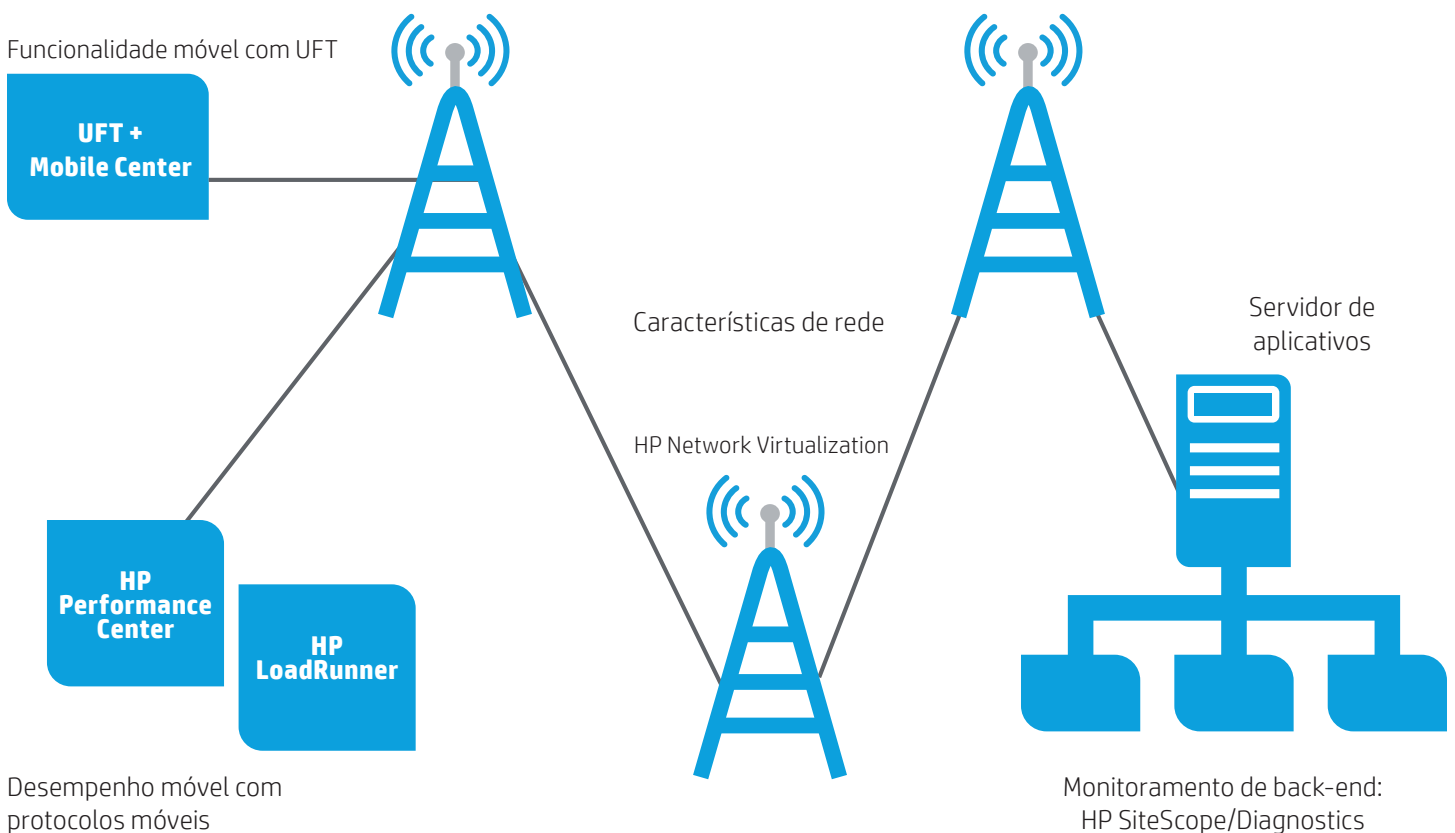 Funcionalidade móvel com UFT
UFT +
Mobile Center
Características de rede
Servidor de
aplicativos
HP Network Virtualization
HP
Performance
Center
HP
LoadRunner
Desempenho móvel com
protocolos móveis
Monitoramento de back-end:
HP SiteScope/Diagnostics